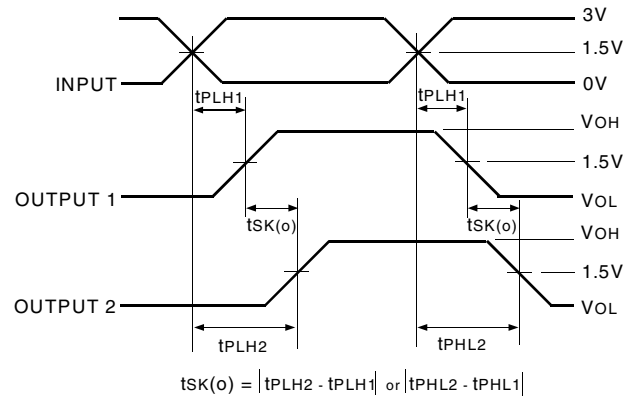 3V
1.5V
INPUT
0V
tPLH1
tPLH1
VOH
1.5V
OUTPUT 1
VOL
tSK(o)
tSK(o)
VOH
1.5V
OUTPUT 2
VOL
tPLH2
tPHL2
tSK(o) = |tPLH2 - tPLH1| or |tPHL2 - tPHL1|